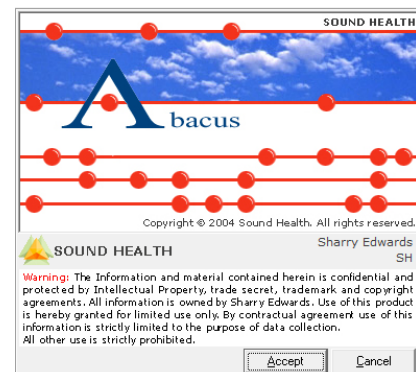 SOUND HEALTH
Abacus
Copyright © 2004 Sound Health. All rights reserved.
SOUND HEALTH
Sharry Edwards
SH
Warning: The Information and material contained herein is confidential and
protected by Intellectual Property, trade secret, trademark and copyright
agreements. All information is owned by Sharry Edwards. Use of this product
is hereby granted for limited use only. By contractual agreement use of this
information is strictly limited to the purpose of data collection.
All other use is strictly prohibited.
Accept Cancel